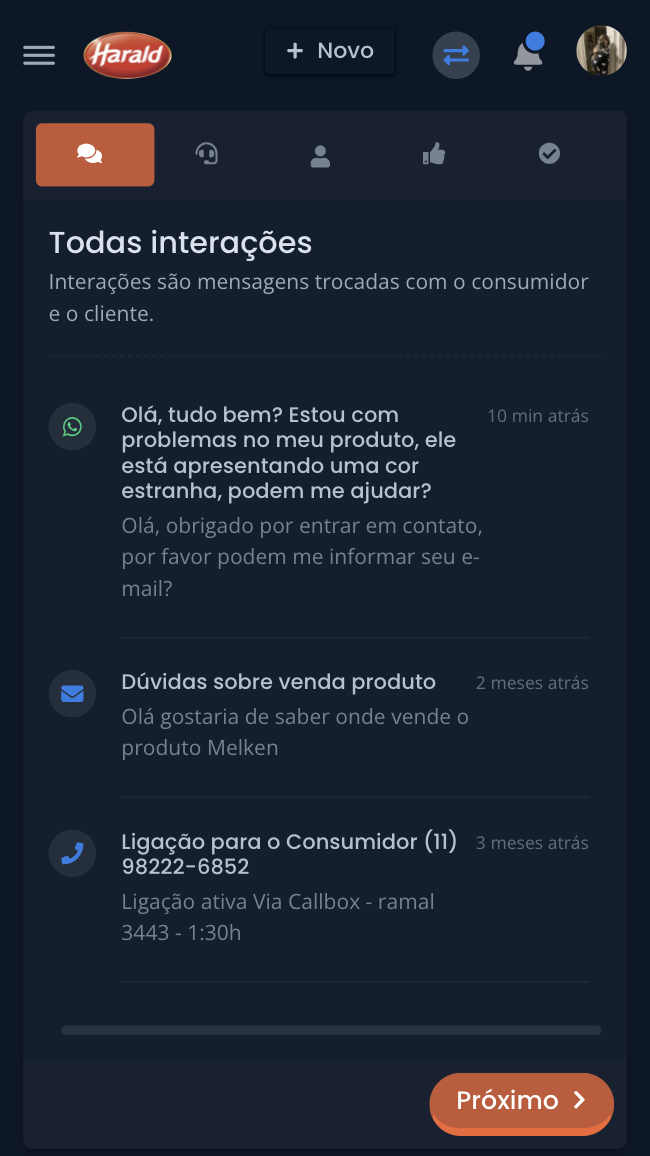 Harald
+ Novo
Todas interações
Interações são mensagens trocadas com o consumidor
e o cliente.
Olá, tudo bem? Estou com
problemas no meu produto, ele
está apresentando uma cor
estranha, podem me ajudar?
10 min atrás
Olá, obrigado por entrar em contato,
por favor podem me informar seu e-
mail?
Dúvidas sobre venda produto
2 meses atrás
Olá gostaria de saber onde vende o
produto Melken
Ligação para o Consumidor (11)
98222-6852
3 meses atrás
Ligação ativa Via Callbox - ramal
3443 - 1:30h
Próximo